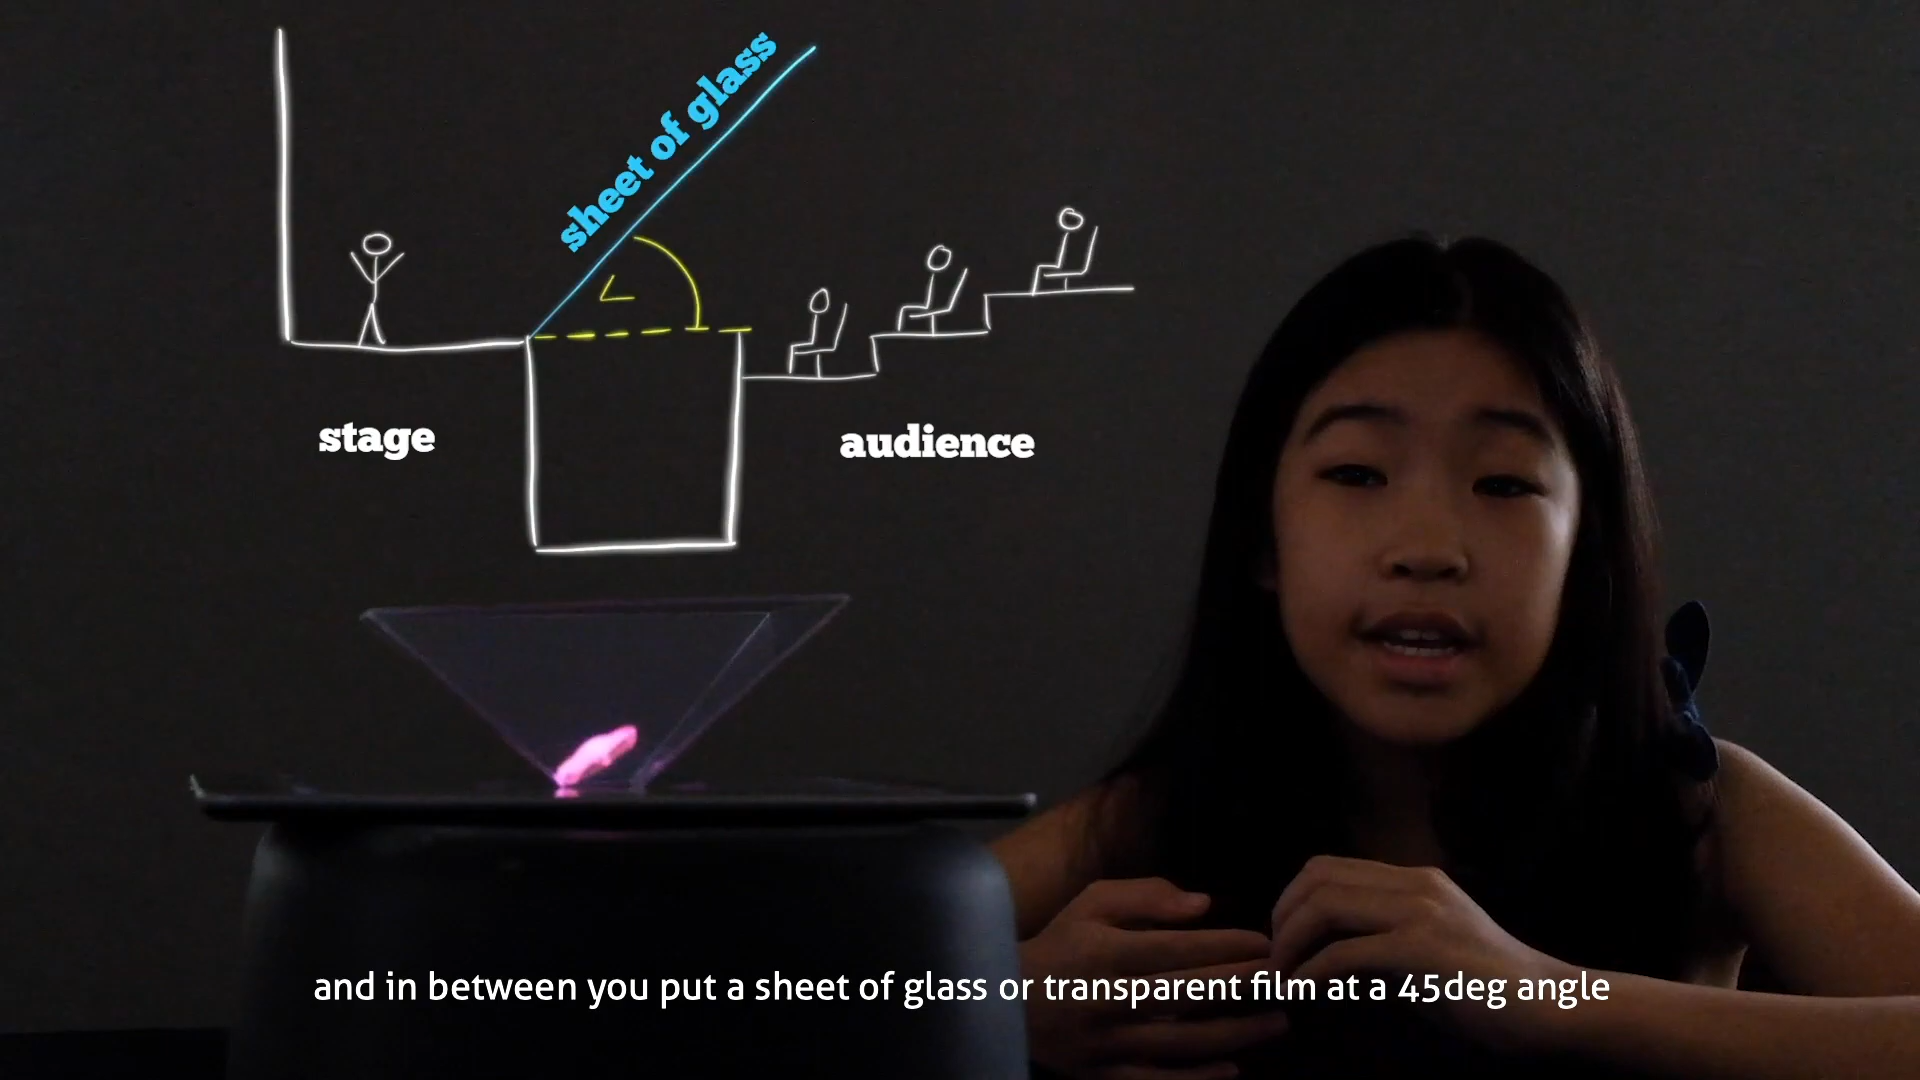 sheet of glass
stage
audience
and in between you put a sheet of glass or transparent film at a 45deg angle